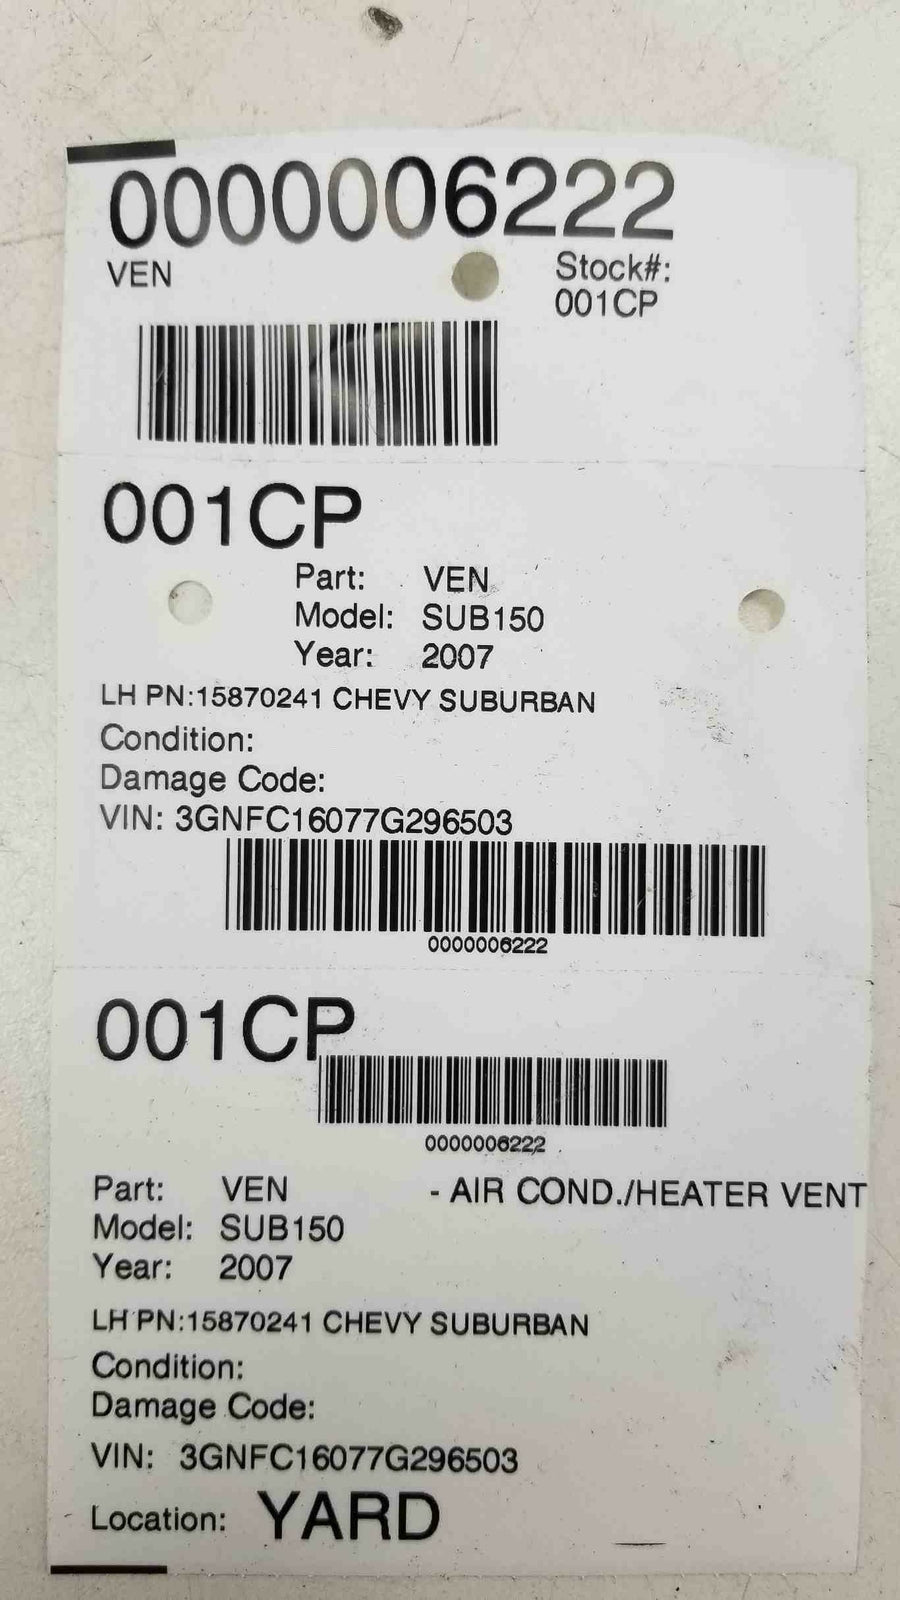 0000006222
VEN
Stock#:
001CP
001CP
Part: VEN
Model: SUB150
Year: 2007
LH PN:15870241 CHEVY SUBURBAN
Condition:
Damage Code:
VIN: 3GNFC16077G296503
0000006222
001CP
0000006222
Part: VEN - AIR COND./HEATER VENT
Model: SUB150
Year: 2007
LH PN:15870241 CHEVY SUBURBAN
Condition:
Damage Code:
VIN: 3GNFC16077G296503
Location: YARD